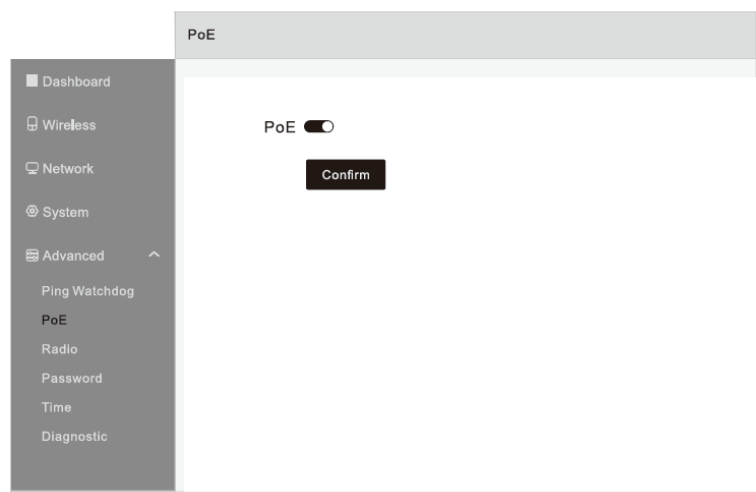 PoE
Dashboard
Wireless
Network
System
Advanced
Ping Watchdog
PoE
Radio
Password
Time
Diagnostic
PoE
Confirm